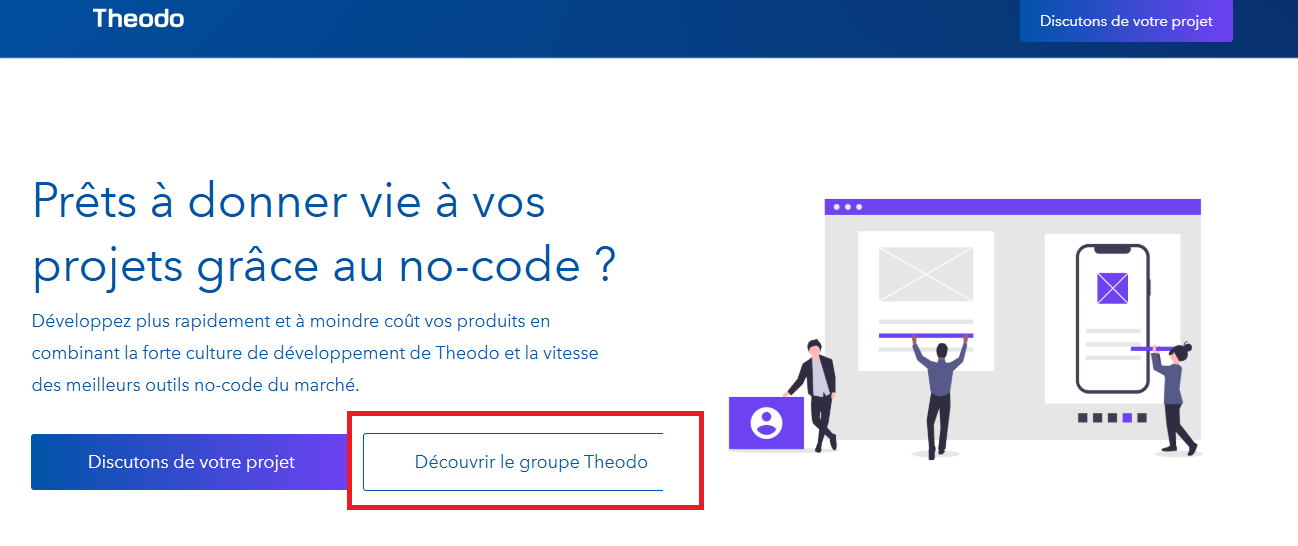 Theodo
Discutons de votre projet
Prêts à donner vie à vos
projets grâce au no-code ?
Développez plus rapidement et à moindre coût vos produits en
combinant la forte culture de développement de Theodo et la vitesse
des meilleurs outils no-code du marché.
Discutons de votre projet
Découvrir le groupe Theodo